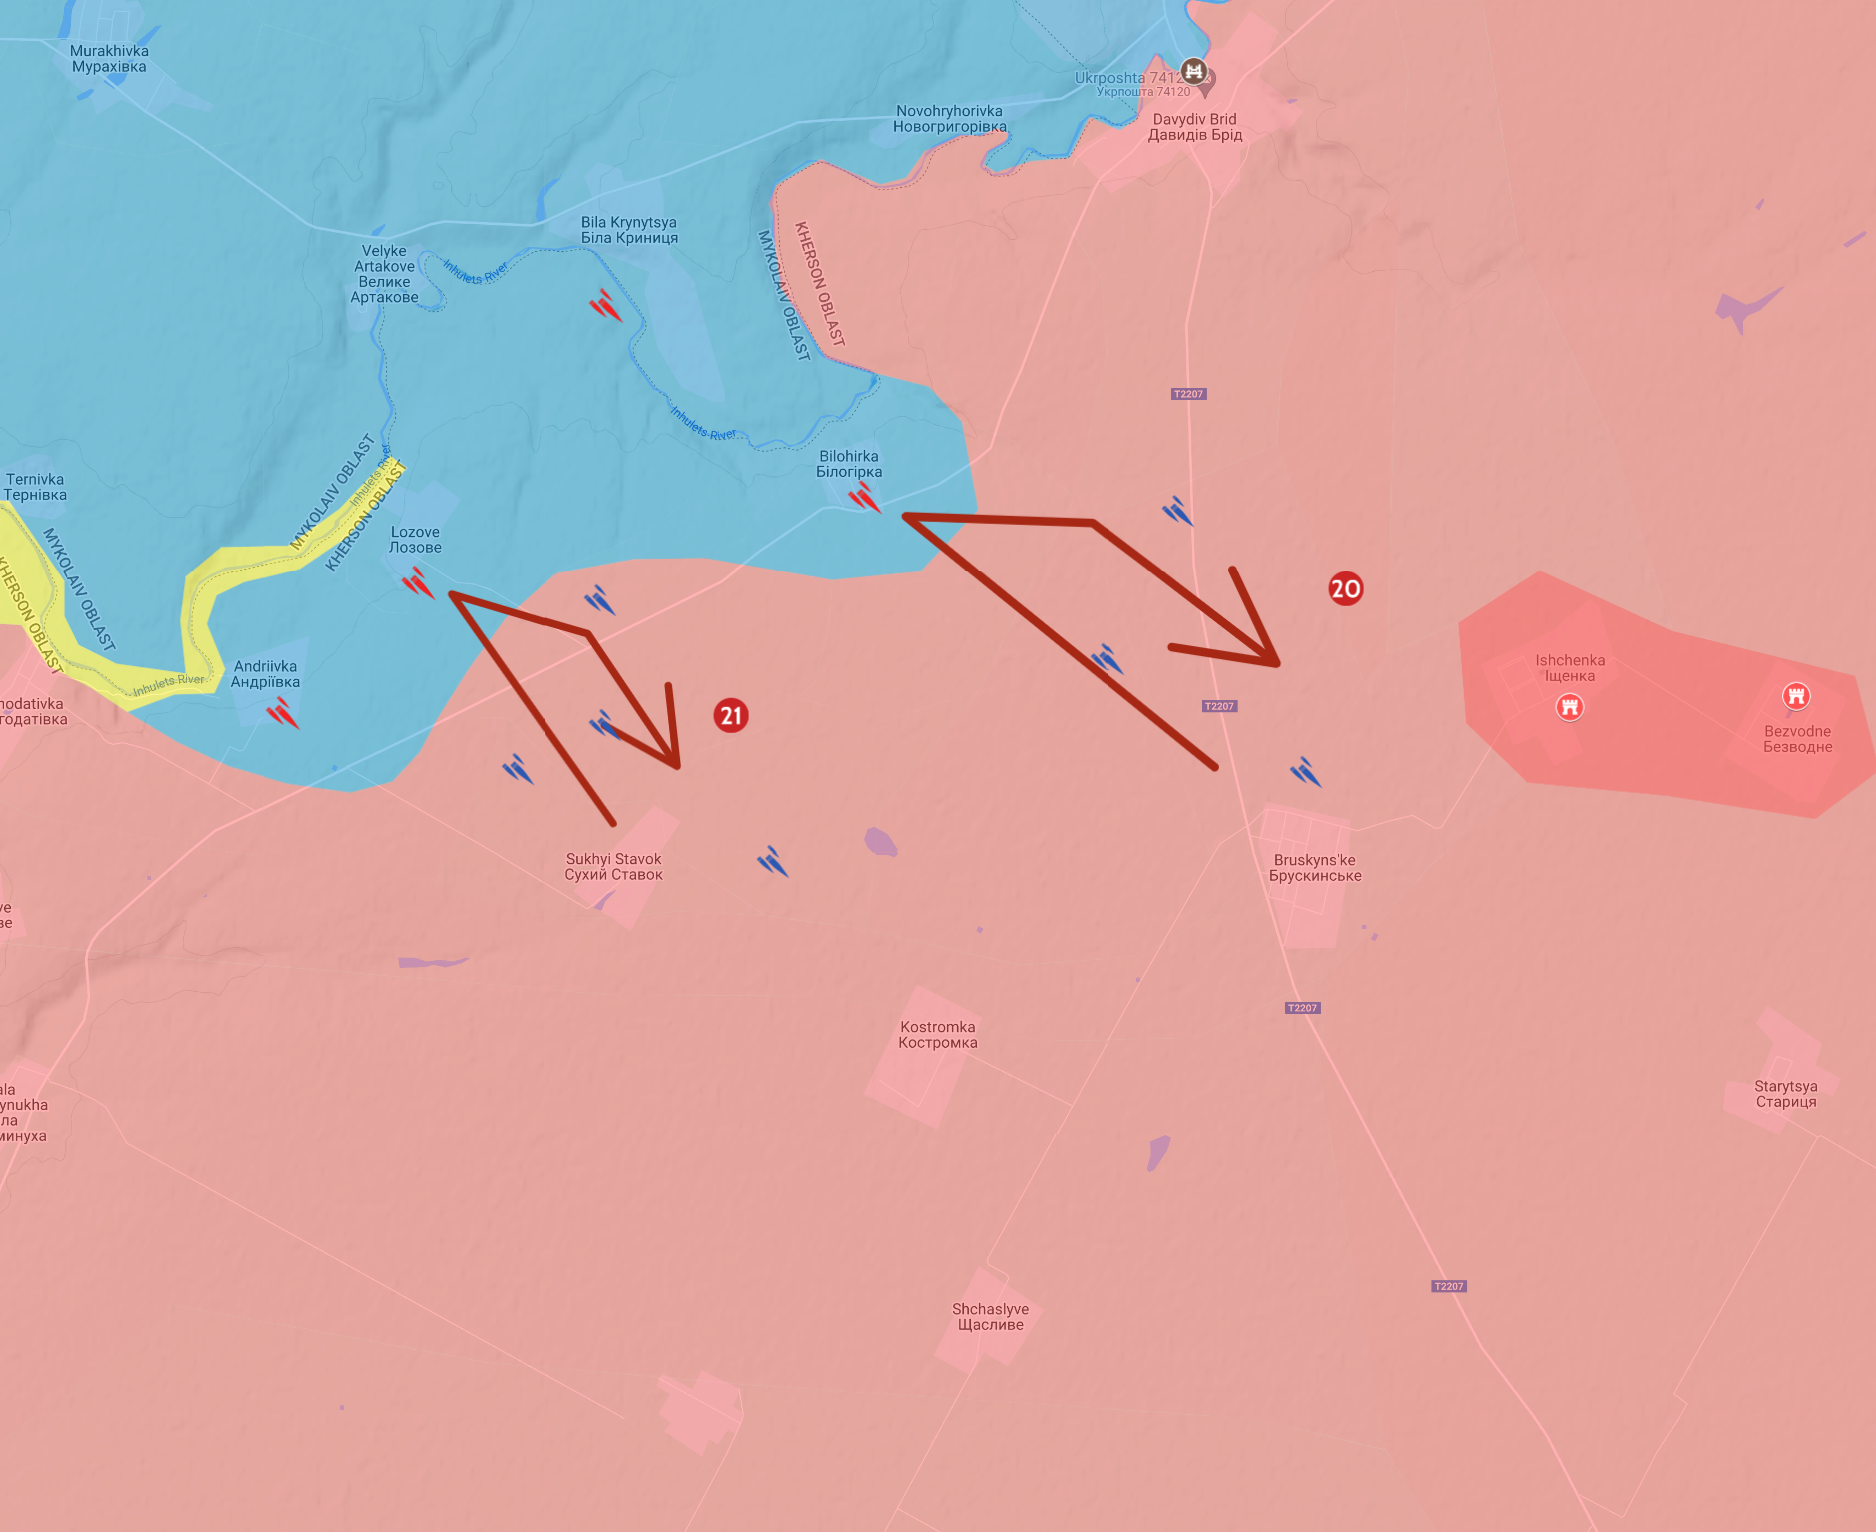 Murakhivka
Мурахівка
Ukrposhta 7412
Укрпошта 74120
Novohryhorivka
Новогригорівка
Davydiv Brid
Давидів Брід
Bila Krynytsya
Біла Криниця
Velyke
Artakove
Велике
Артакове
Inhulets River
KHERSON OBLAST
MYKOLAIV OBLAST
T2207
Inhulets River
Bilohirka
Білогірка
Ternivka
Тернівка
MYKOLAIV OBLAST
Inhulets River
KHERSON OBLAST
Lozove
Лозове
MYKOLAIV OBLAST
KHERSON OBLAST
20
Andriivka
Андріївка
Inhulets River
Ishchenka
Іщенка
hodativka
годатівка
21
T2207
Bezvodne
Безводне
Sukhyi Stavok
Сухий Ставок
Bruskyns'ke
Брускинське
ve
ве
T2207
Kostromka
Костромка
ala
ynukha
ла
минуха
Starytsya
Стариця
T2207
Shchaslyve
Щасливе